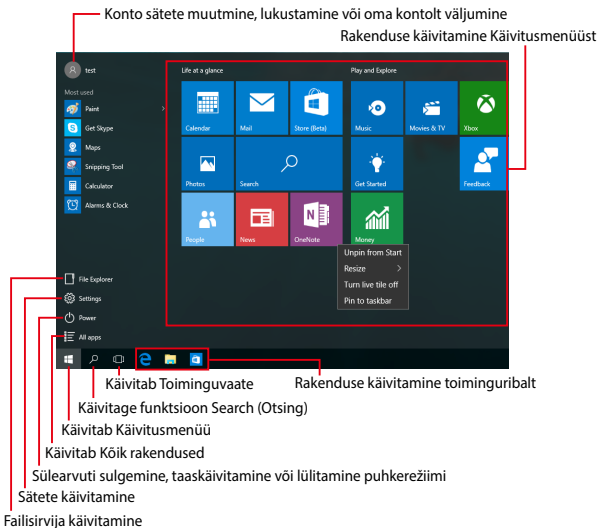 Konto sätete muutmine, lukustamine või oma kontolt väljumine
Rakenduse käivitamine Käivitusmenüüst
test
Life at a glance
Play and Explore
Most used
Paint
Get Skype
Maps
Snipping Tool
Calculator
Alarms & Clock
Calendar
Mail
Store (Beta)
Music
Movies & TV
Xbox
Photos
Search
Get Started
Feedback
People
News
OneNote
Money
Unpin from Start
Resize
Turn live tile off
Pin to taskbar
File Explorer
Settings
Power
All apps
Käivitab Toiminguvaate
Rakenduse käivitamine toiminguribalt
Käivitage funktsioon Search (Otsing)
Käivitab Käivitusmenüü
Käivitab Kõik rakendused
Sülearvuti sulgemine, taaskäivitamine või lülitamine puhkerežiimi
Sätete käivitamine
Failisirvija käivitamine